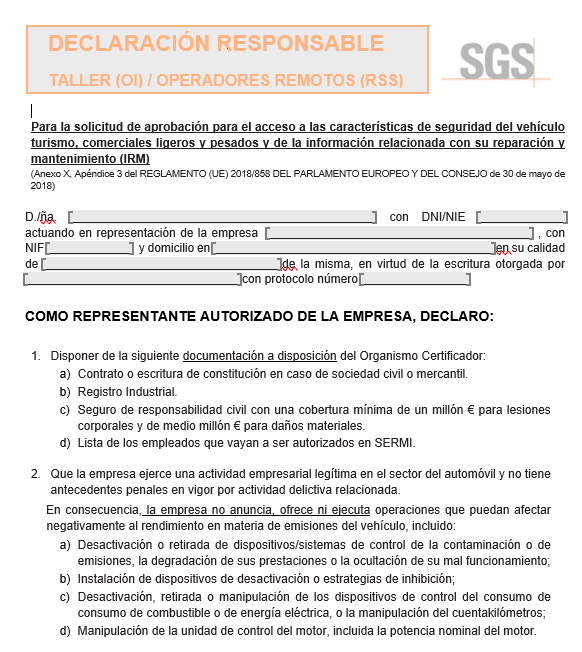 DECLARACIÓN RESPONSABLE
TALLER (OI) / OPERADORES REMOTOS (RSS)
SGS
Para la solicitud de aprobación para el acceso a las características de seguridad del vehículo
turismo, comerciales ligeros y pesados y de la información relacionada con su reparación y
mantenimiento (IRM)
(Anexo X, Apéndice 3 del REGLAMENTO (UE) 2018/858 DEL PARLAMENTO EUROPEO Y DEL CONSEJO de 30 de mayo de
2018)
D./ña. [ ] con DNI/NIE [ ]
actuando en representación de la empresa [ ] , con
NIF[ ] y domicilio en[ ]en su calidad
de [ ]de la misma, en virtud de la escritura otorgada por
[ ]con protocolo número[ ]
COMO REPRESENTANTE AUTORIZADO DE LA EMPRESA, DECLARO:
1. Disponer de la siguiente documentación a disposición del Organismo Certificador:
a) Contrato o escritura de constitución en caso de sociedad civil o mercantil.
b) Registro Industrial.
c) Seguro de responsabilidad civil con una cobertura mínima de un millón € para lesiones
corporales y de medio millón € para daños materiales.
d) Lista de los empleados que vayan a ser autorizados en SERMI.
2. Que la empresa ejerce una actividad empresarial legítima en el sector del automóvil y no tiene
antecedentes penales en vigor por actividad delictiva relacionada.
En consecuencia, la empresa no anuncia, ofrece ni ejecuta operaciones que puedan afectar
negativamente al rendimiento en materia de emisiones del vehículo, incluido:
a) Desactivación o retirada de dispositivos/sistemas de control de la contaminación o de
emisiones, la degradación de sus prestaciones o la ocultación de su mal funcionamiento;
b) Instalación de dispositivos de desactivación o estrategias de inhibición;
c) Desactivación, retirada o manipulación de los dispositivos de control del consumo de
consumo de combustible o de energía eléctrica, o la manipulación del cuentakilómetros;
d) Manipulación de la unidad de control del motor, incluida la potencia nominal del motor.